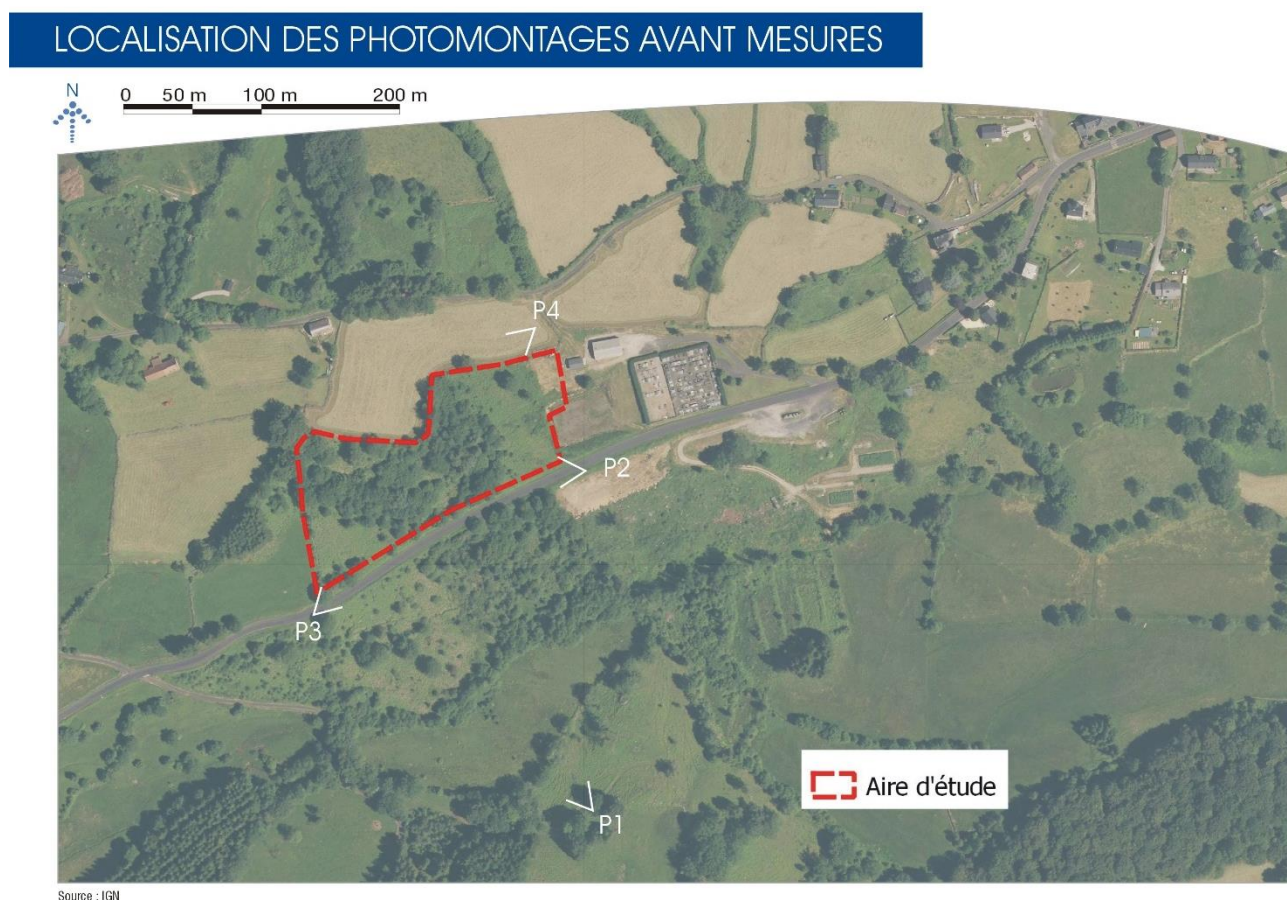 LOCALISATION DES PHOTOMONTAGES AVANT MESURES
N
0 50 m 100 m 200 m
P4
P2
P3
P1
Aire d'étude
Source : IGN